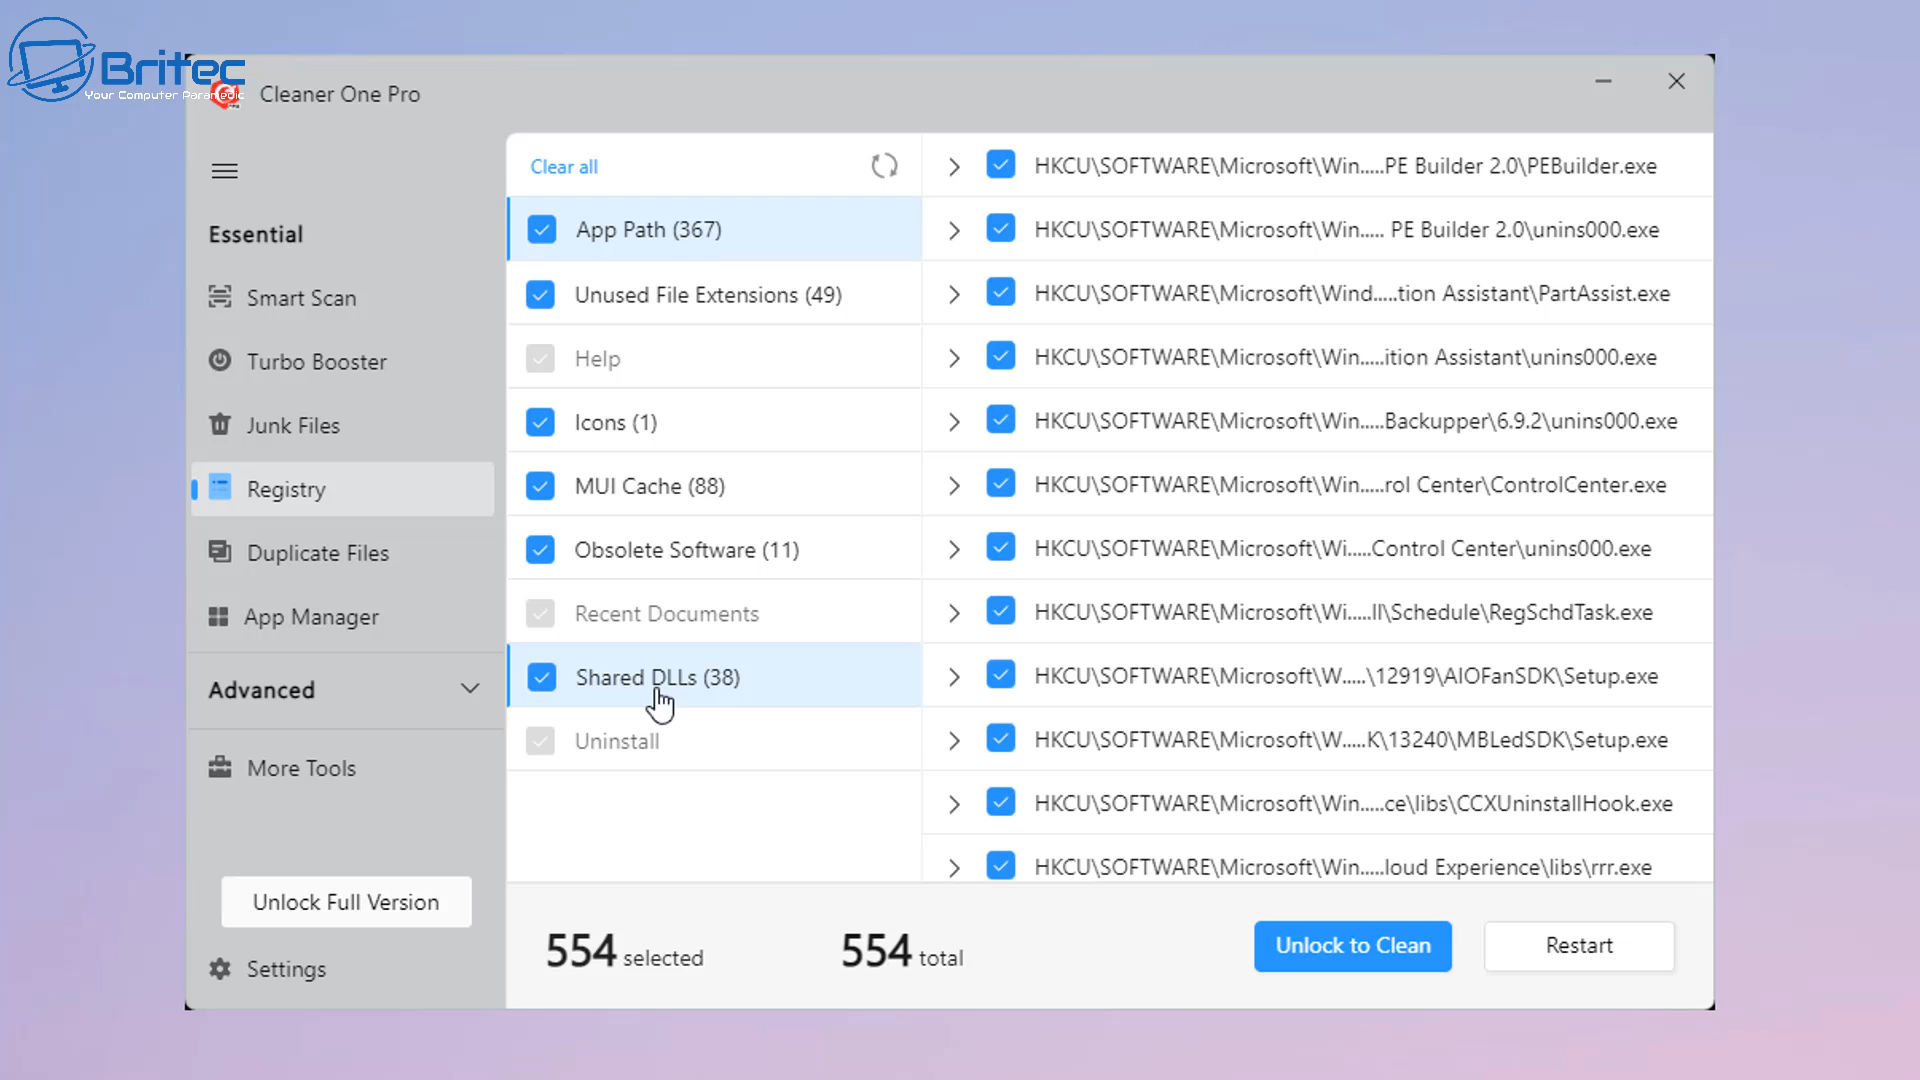 Britec
Your Computer Paramedic
Cleaner One Pro
Essential
Smart Scan
Turbo Booster
Junk Files
Registry
Duplicate Files
App Manager
Advanced
More Tools
Unlock Full Version
Settings
Clear all
App Path (367)
Unused File Extensions (49)
Help
Icons (1)
MUI Cache (88)
Obsolete Software (11)
Recent Documents
Shared DLLs (38)
Uninstall
HKCU\SOFTWARE\Microsoft\Win.....PE Builder 2.0\PEBuilder.exe
HKCU\SOFTWARE\Microsoft\Win..... PE Builder 2.0\unins000.exe
HKCU\SOFTWARE\Microsoft\Wind.....tion Assistant\PartAssist.exe
HKCU\SOFTWARE\Microsoft\Win.....ition Assistant\unins000.exe
HKCU\SOFTWARE\Microsoft\Win.....Backupper\6.9.2\unins000.exe
HKCU\SOFTWARE\Microsoft\Win.....rol Center\ControlCenter.exe
HKCU\SOFTWARE\Microsoft\Wi.....Control Center\unins000.exe
HKCU\SOFTWARE\Microsoft\Wi.....ll\Schedule\RegSchdTask.exe
HKCU\SOFTWARE\Microsoft\W.....\12919\AIOFanSDK\Setup.exe
HKCU\SOFTWARE\Microsoft\W.....K\13240\MBLedSDK\Setup.exe
HKCU\SOFTWARE\Microsoft\Win.....ce\libs\CCXUninstallHook.exe
HKCU\SOFTWARE\Microsoft\Win.....loud Experience\libs\rrr.exe
554 selected
554 total
Unlock to Clean
Restart